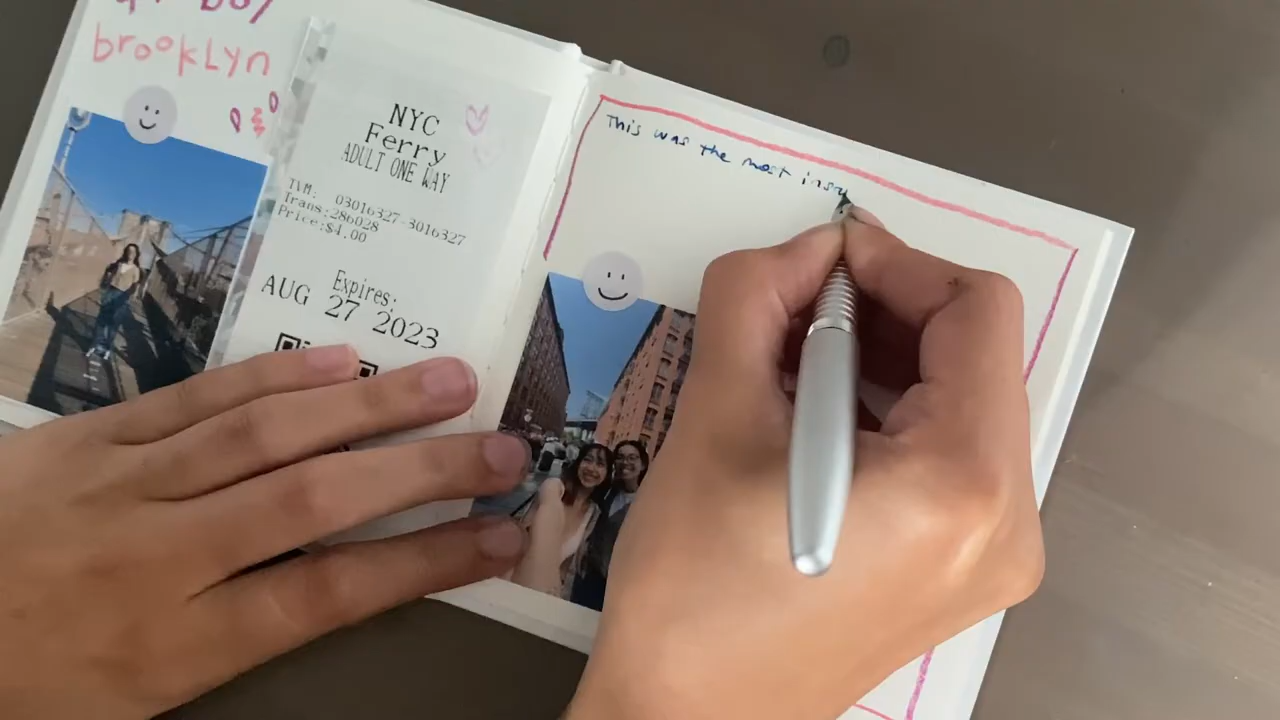 boy
brooklyn
NYC
Ferry
ADULT ONE WAY
TVM: 03016327-3016327
Trans:286028
Price:$4.00
Expires:
AUG 27 2023
This was the most